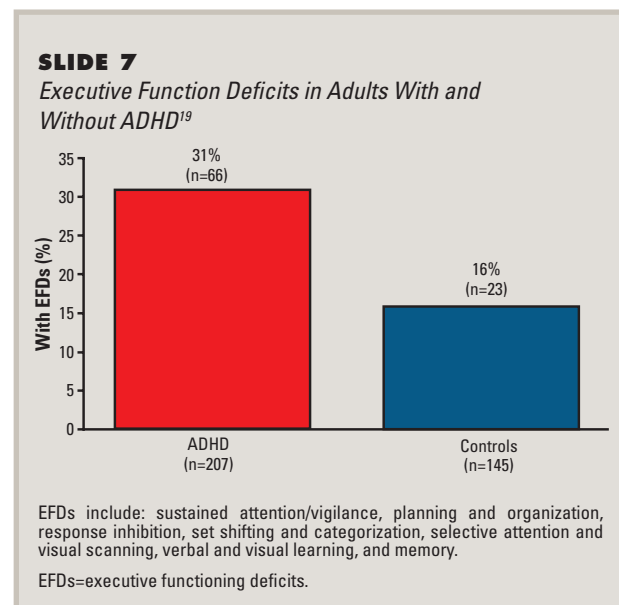 SLIDE 7
Executive Function Deficits in Adults With and
Without ADHD19
With EFDs (%)
35
30
25
20
15
10
5
0
31%
(n=66)
16%
(n=23)
ADHD
(n=207)
Controls
(n=145)
EFDs include: sustained attention/vigilance, planning and organization,
response inhibition, set shifting and categorization, selective attention and
visual scanning, verbal and visual learning, and memory.
EFDs=executive functioning deficits.